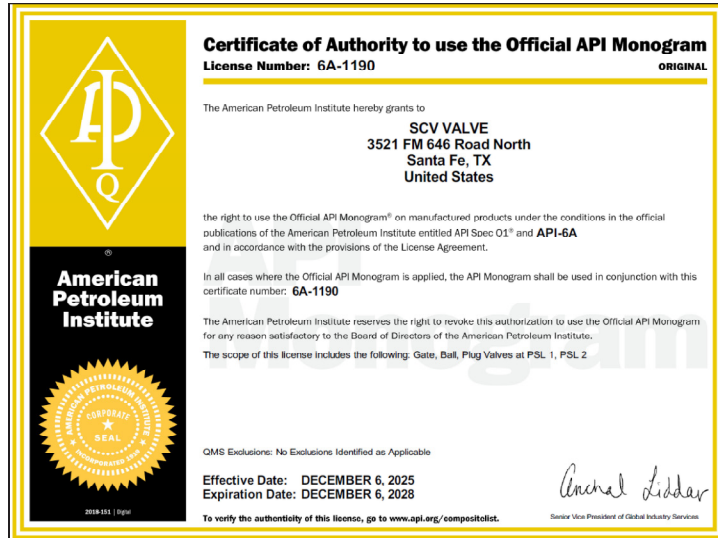 API
Q
®
American
Petroleum
Institute
AMERICAN PETROLEUM INSTITUTE
CORPORATE
SEAL
INCORPORATED 1919
2018-151 | Digital
Certificate of Authority to use the Official API Monogram
License Number: 6A-1190
ORIGINAL
The American Petroleum Institute hereby grants to
SCV VALVE
3521 FM 646 Road North
Santa Fe, TX
United States
the right to use the Official API Monogram® on manufactured products under the conditions in the official
publications of the American Petroleum Institute entitled API Spec Q1® and API-6A
and in accordance with the provisions of the License Agreement.
In all cases where the Official API Monogram is applied, the API Monogram shall be used in conjunction with this
certificate number: 6A-1190
The American Petroleum Institute reserves the right to revoke this authorization to use the Official API Monogram
for any reason satisfactory to the Board of Directors of the American Petroleum Institute.
The scope of this license includes the following: Gate, Ball, Plug Valves at PSL 1, PSL 2
API
Monogram
QMS Exclusions: No Exclusions Identified as Applicable
Effective Date: DECEMBER 6, 2025
Expiration Date: DECEMBER 6, 2028
To verify the authenticity of this license, go to www.api.org/compositelist.
Anchal Liddar
Senior Vice President of Global Industry Services